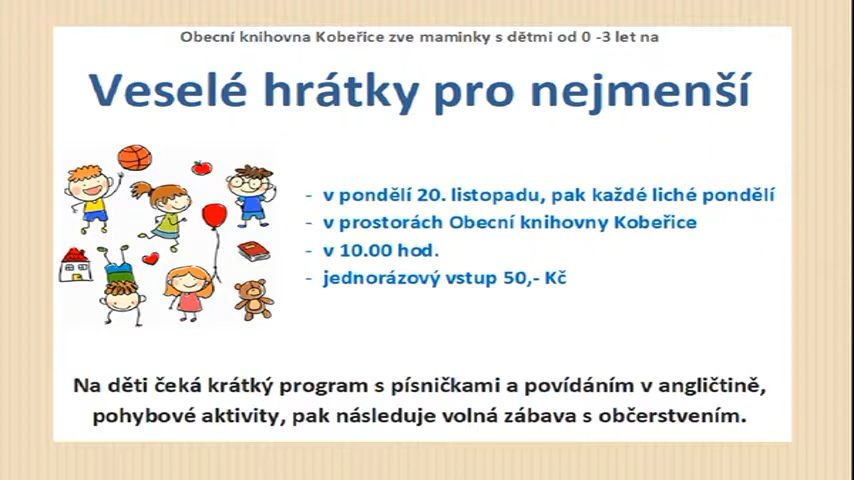 Obecní knihovna Kobeřice zve maminky s dětmi od 0 -3 let na
Veselé hrátky pro nejmenší
- v pondělí 20. listopadu, pak každé liché pondělí
- v prostorách Obecní knihovny Kobeřice
- v 10.00 hod.
- jednorázový vstup 50,- Kč
Na děti čeká krátký program s písničkami a povídáním v angličtině,
pohybové aktivity, pak následuje volná zábava s občerstvením.